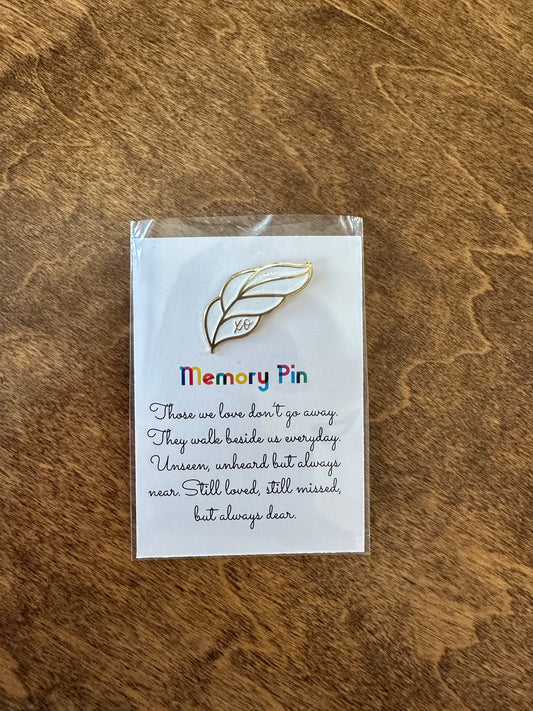 XO
Memory Pin
Those we love don't go away.
They walk beside us everyday.
Unseen, unheard but always
near. Still loved, still missed,
but always dear.